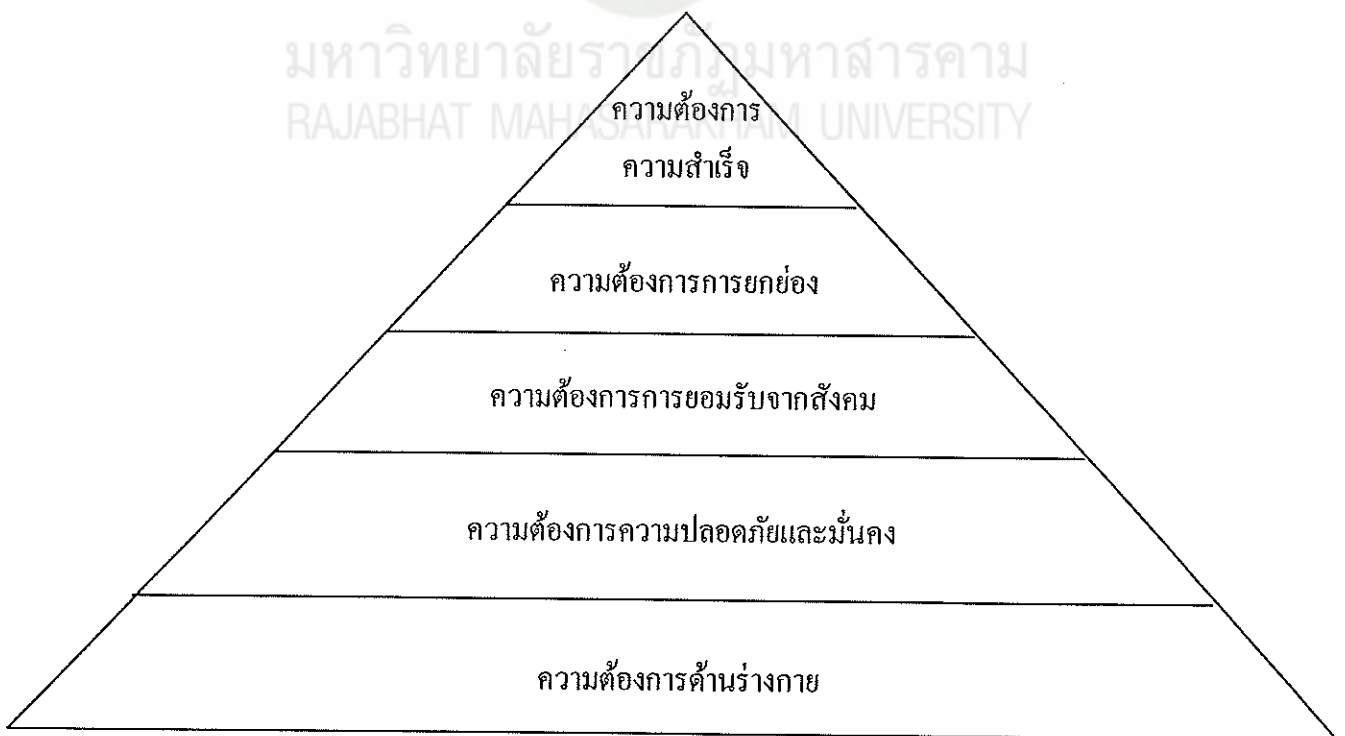 มหาวิทยาลัยราชภัฏมหาสารคาม
RAJABHAT MAHASARAKHAM UNIVERSITY
ความต้องการ
ความสำเร็จ
ความต้องการการยกย่อง
ความต้องการการยอมรับจากสังคม
ความต้องการความปลอดภัยและมั่นคง
ความต้องการด้านร่างกาย